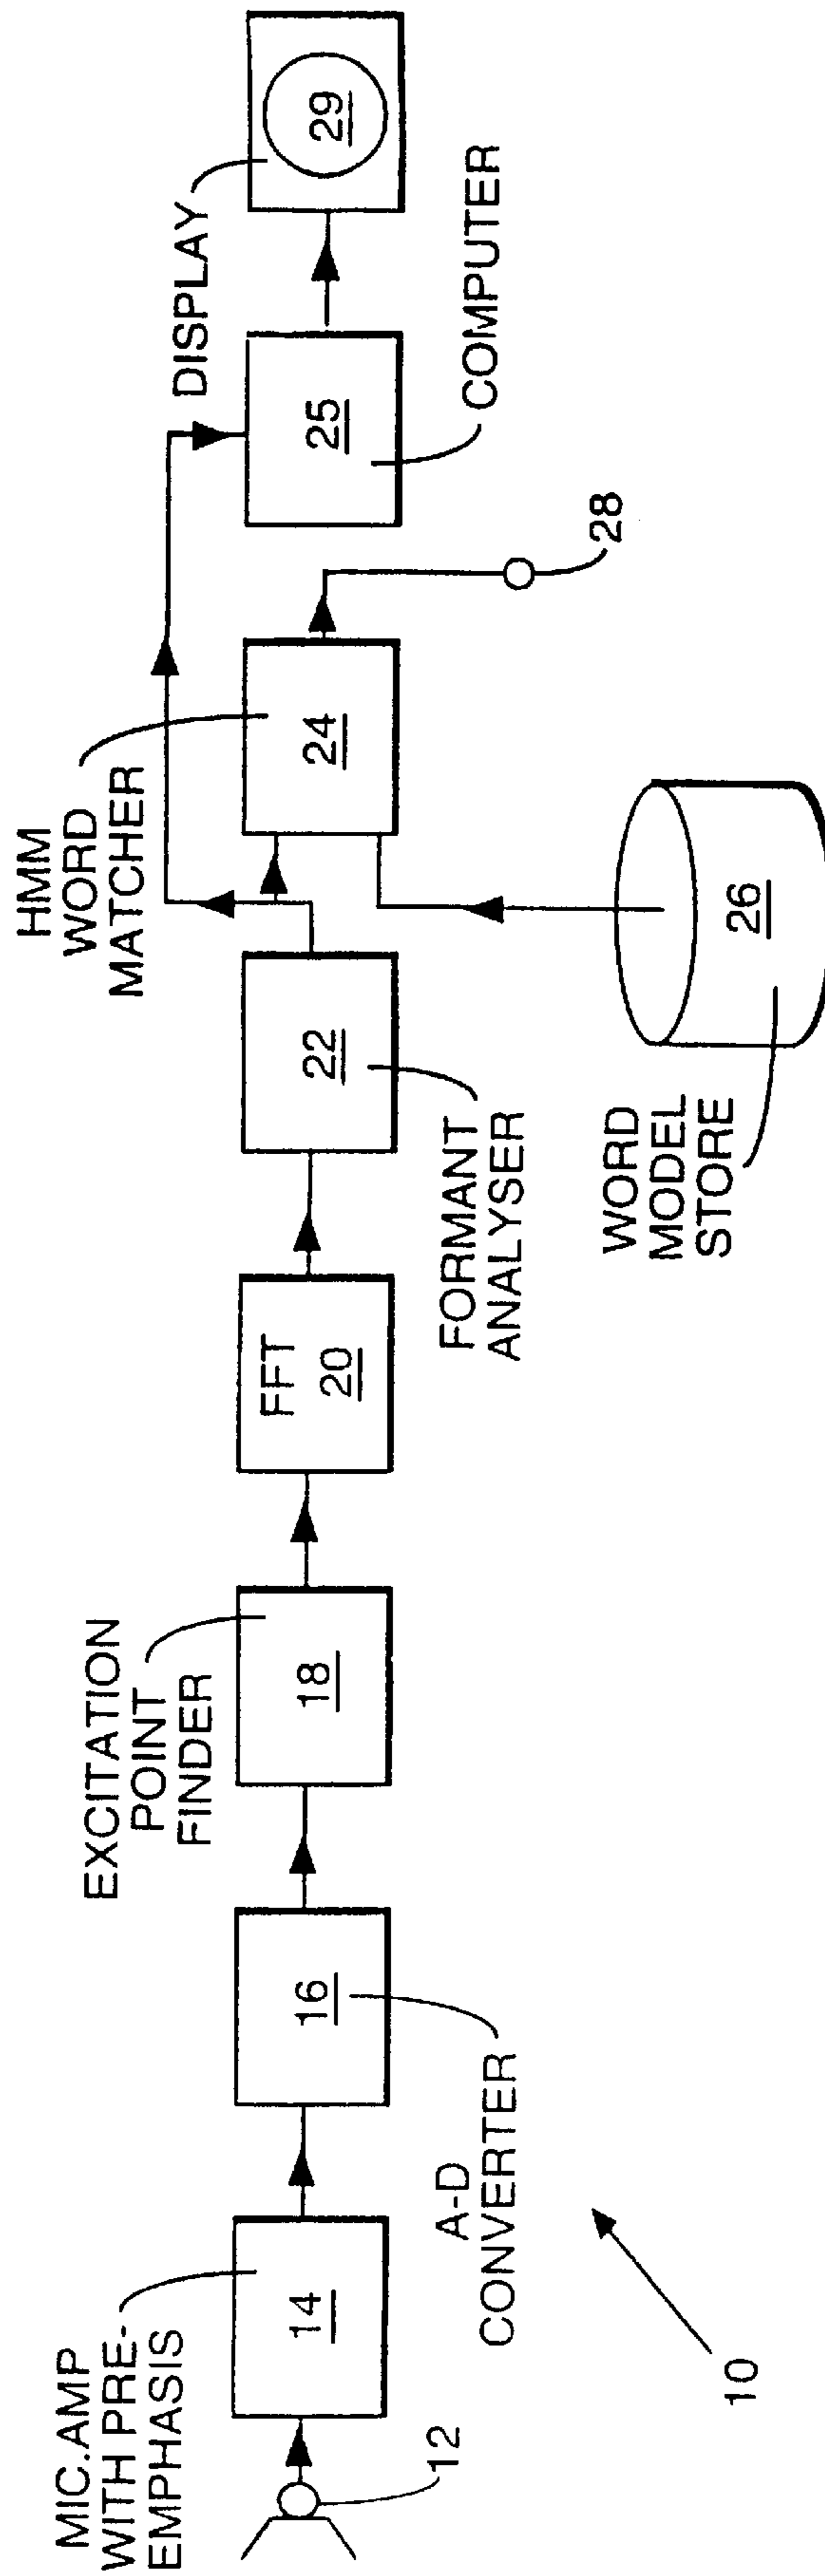 MIC.AMP
WITH PRE-
EMPHASIS
14
12
A-D
CONVERTER
16
10
EXCITATION
POINT
FINDER
18
FFT
20
FORMANT
ANALYSER
22
HMM
WORD
MATCHER
24
WORD
MODEL
STORE
26
28
DISPLAY
25
COMPUTER
29